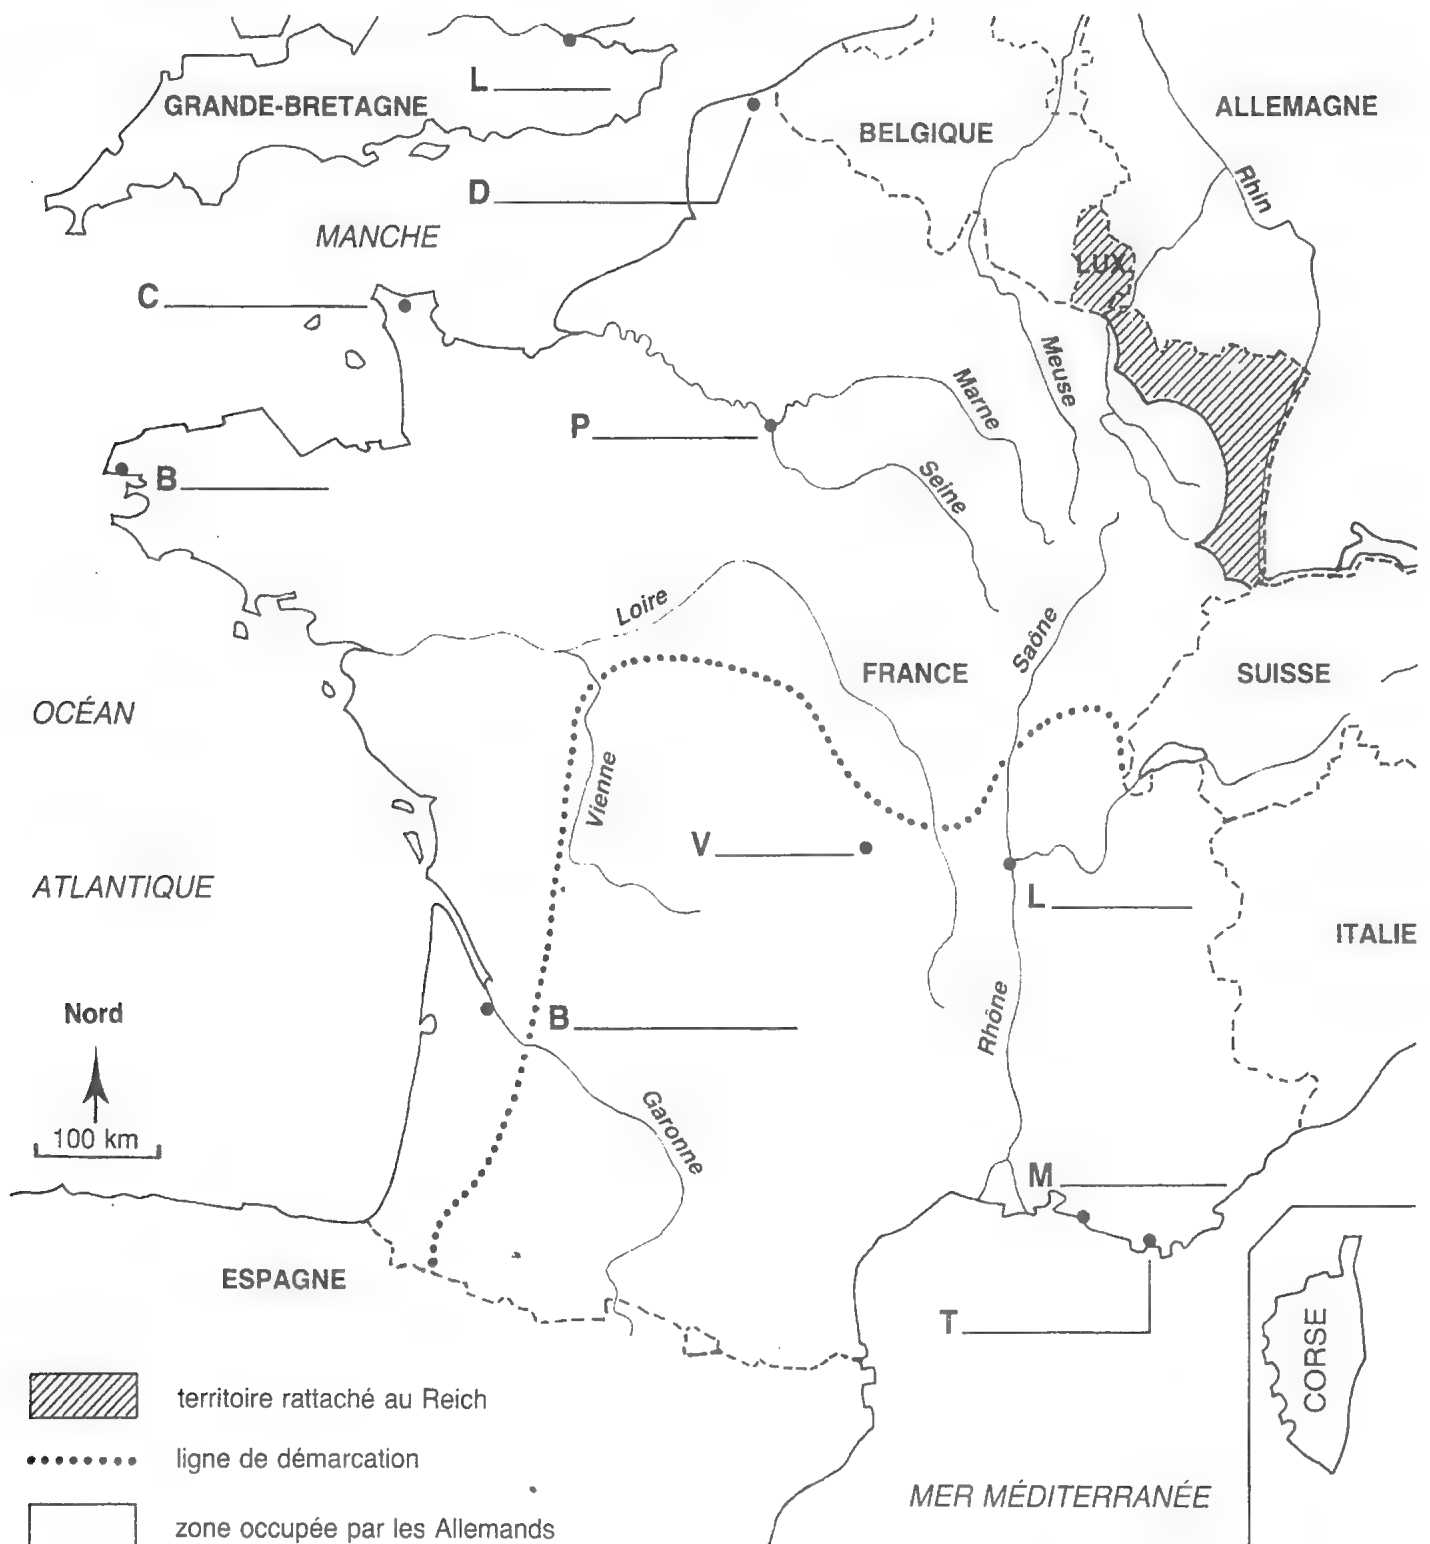 L
GRANDE-BRETAGNE
ALLEMAGNE
BELGIQUE
D
Rhin
MANCHE
LUX.
C
Meuse
Marne
P
Seine
B
Loire
Saône
FRANCE
SUISSE
OCÉAN
Vienne
V
ATLANTIQUE
L
ITALIE
Nord
B
Rhône
100 km
Garonne
M
ESPAGNE
T
CORSE
territoire rattaché au Reich
ligne de démarcation
MER MÉDITERRANÉE
zone occupée par les Allemands